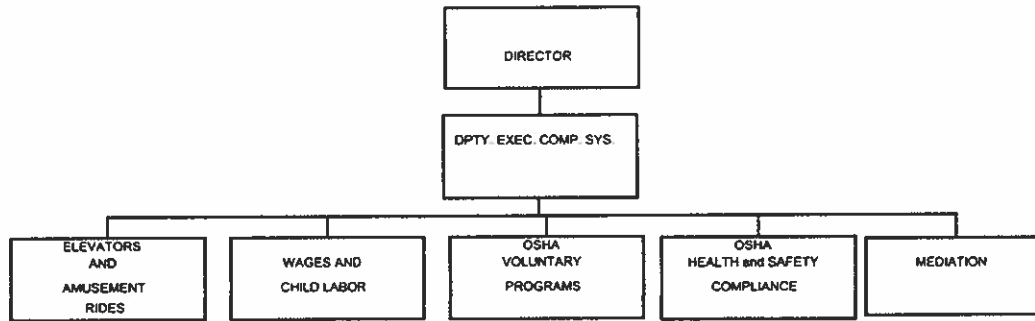 DIRECTOR
DPTY. EXEC. COMP. SYS.
ELEVATORS
AND
AMUSEMENT
RIDES
WAGES AND
CHILD LABOR
OSHA
VOLUNTARY
PROGRAMS
OSHA
HEALTH and SAFETY
COMPLIANCE
MEDIATION